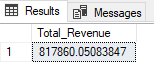 Results Messages
Total_Revenue
1 817860.05083847